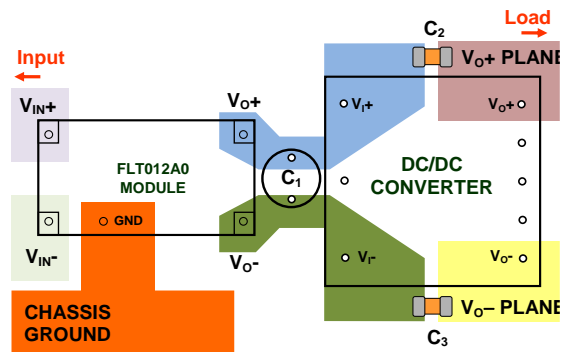 Input
Load
C2
VO+ PLANE
VIN+
VO+
VI+
VO+
FLT012A0
MODULE
C1
DC/DC
CONVERTER
GND
VIN-
VO-
VI-
VO-
CHASSIS
GROUND
VO– PLANE
C3